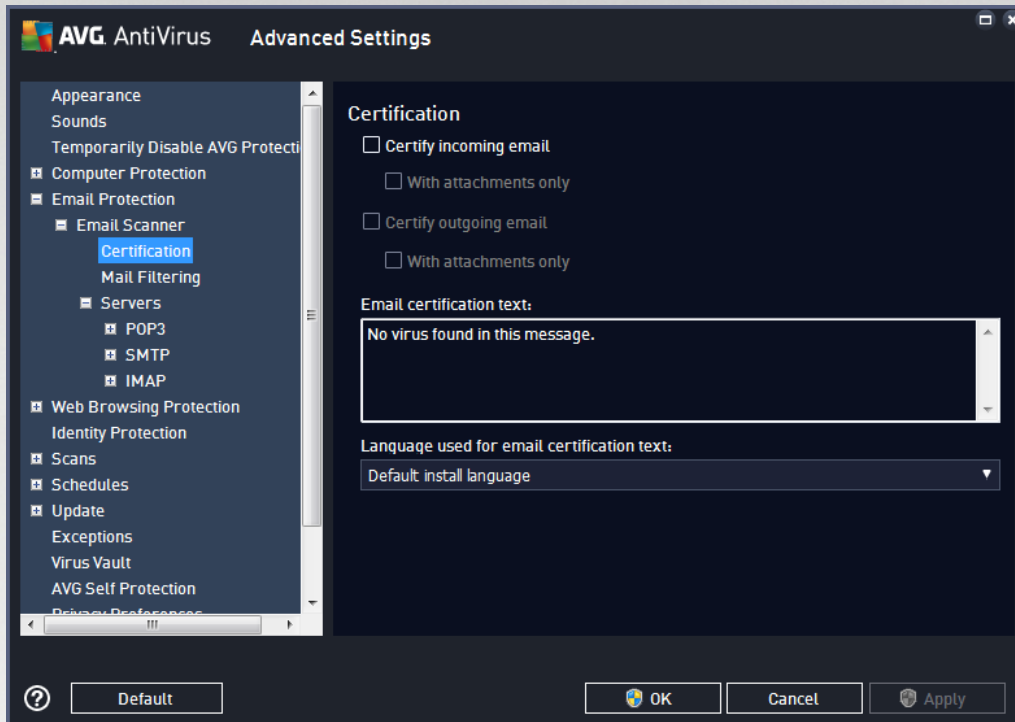 AVG. AntiVirus Advanced Settings
Appearance
Sounds
Temporarily Disable AVG Protecti
Computer Protection
Email Protection
Email Scanner
Certification
Mail Filtering
Servers
POP3
SMTP
IMAP
Web Browsing Protection
Identity Protection
Scans
Schedules
Update
Exceptions
Virus Vault
AVG Self Protection
Privacy Preferences
Certification
Certify incoming email
With attachments only
Certify outgoing email
With attachments only
Email certification text:
No virus found in this message.
Language used for email certification text:
Default install language
? Default OK Cancel Apply